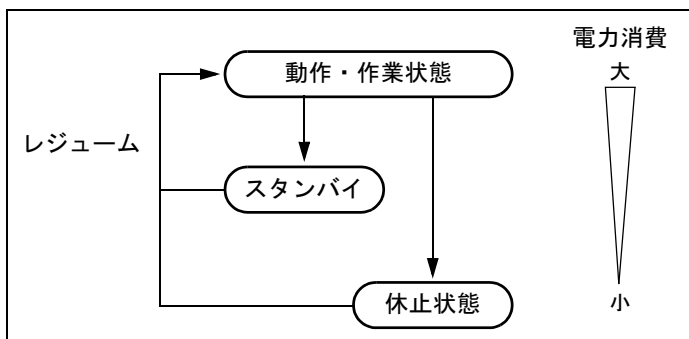 電力消費
動作・作業状態
大
レジューム
スタンバイ
休止状態
小